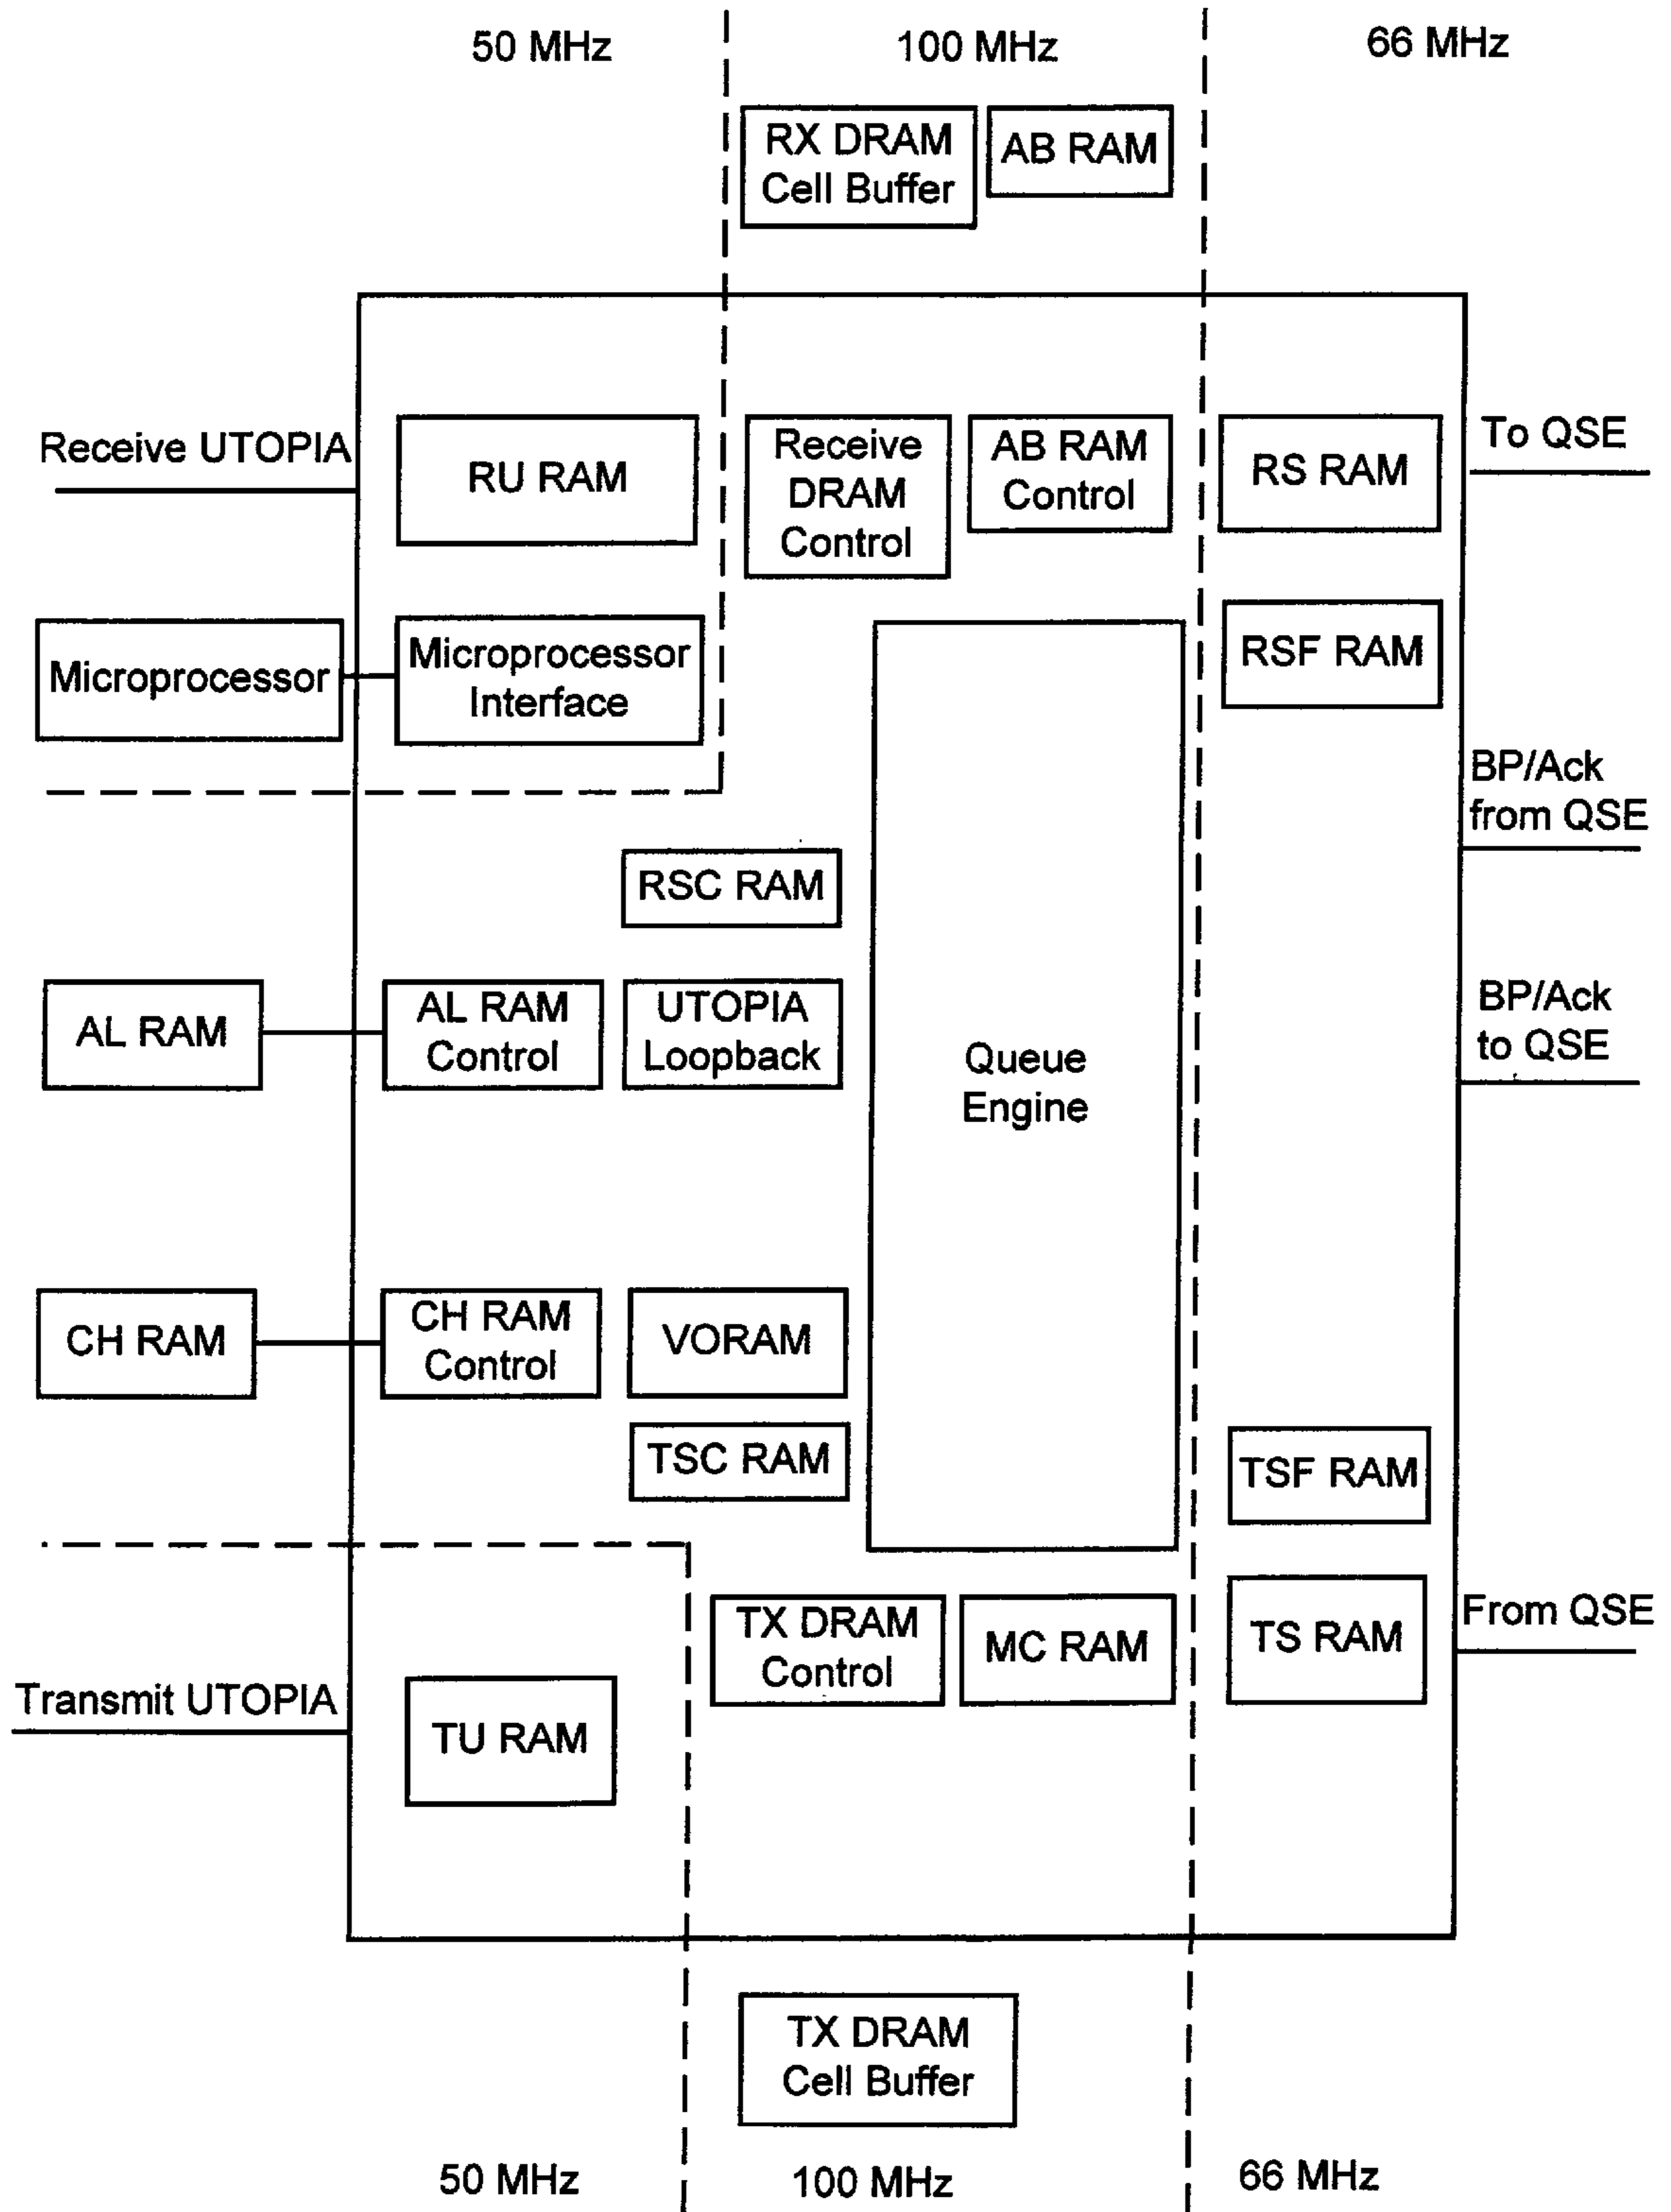 50 MHz
100 MHz
66 MHz
RX DRAM
Cell Buffer
AB RAM
Receive UTOPIA
RU RAM
Receive
DRAM
Control
AB RAM
Control
RS RAM
To QSE
Microprocessor
Microprocessor
Interface
RSF RAM
BP/Ack
from QSE
RSC RAM
AL RAM
AL RAM
Control
UTOPIA
Loopback
Queue
Engine
BP/Ack
to QSE
CH RAM
CH RAM
Control
VORAM
TSC RAM
TSF RAM
Transmit UTOPIA
TU RAM
TX DRAM
Control
MC RAM
TS RAM
From QSE
TX DRAM
Cell Buffer
50 MHz
100 MHz
66 MHz